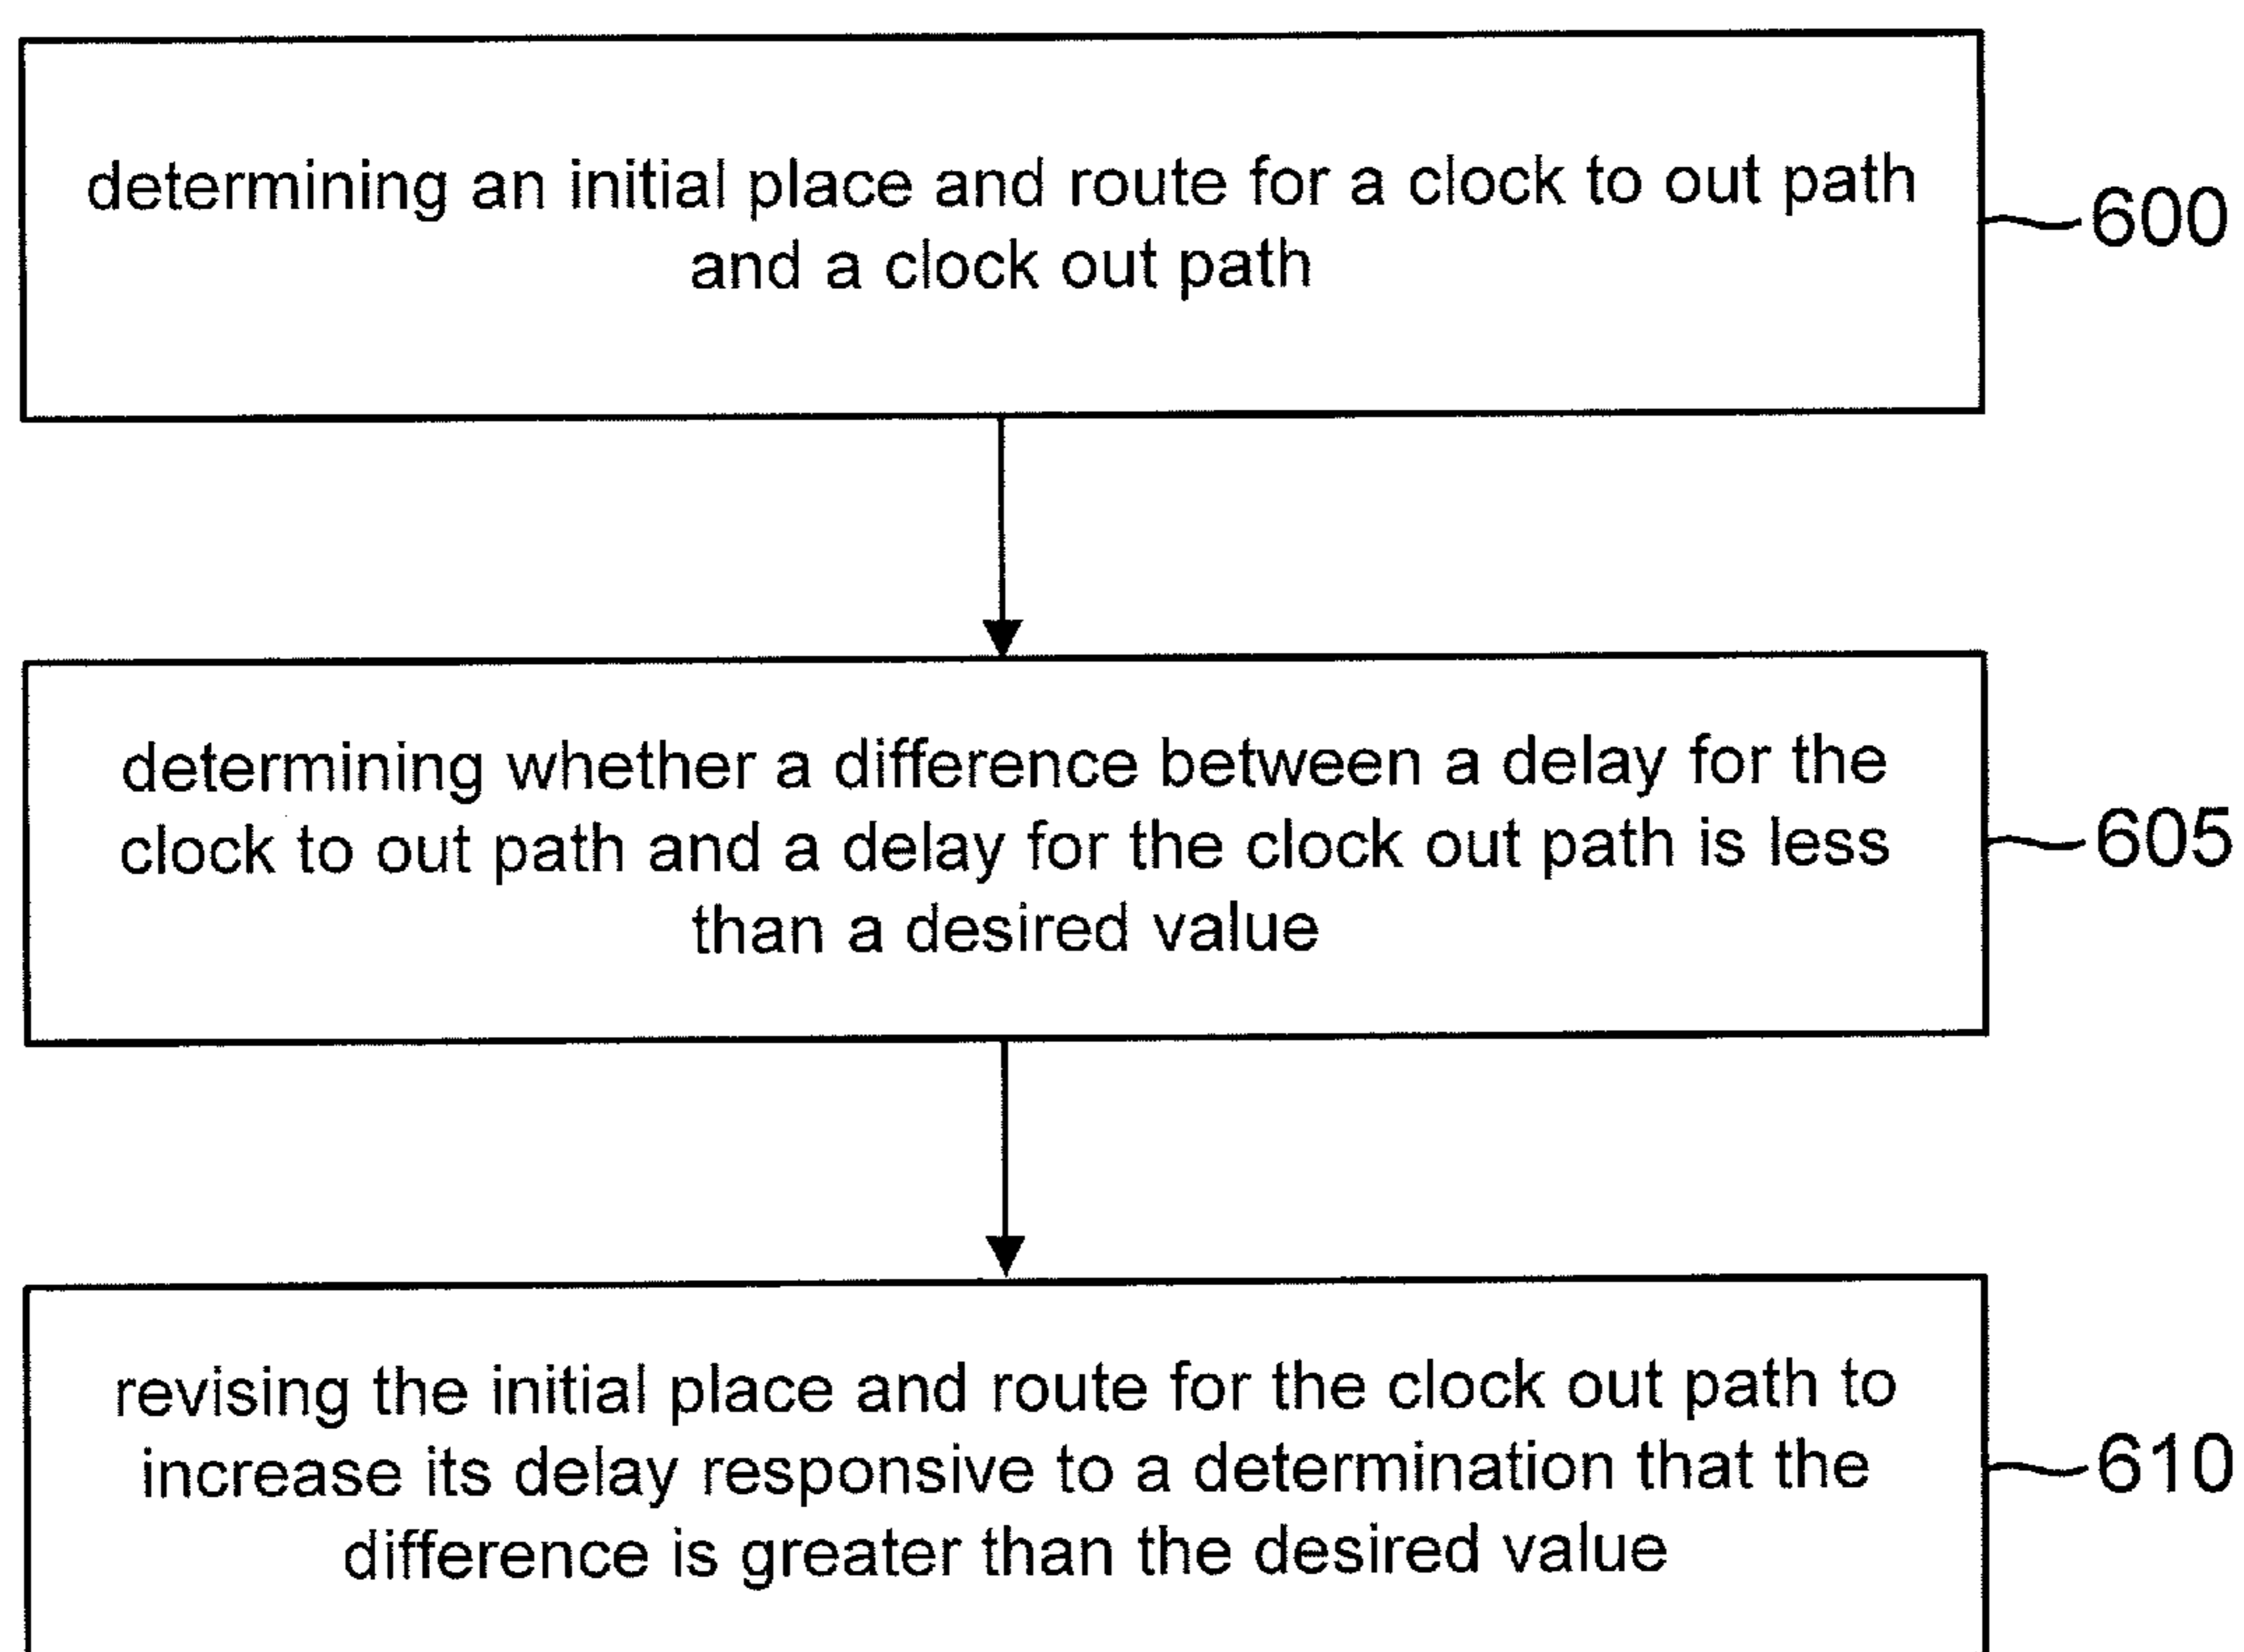 determining an initial place and route for a clock to out path
and a clock out path
600
determining whether a difference between a delay for the
clock to out path and a delay for the clock out path is less
than a desired value
605
revising the initial place and route for the clock out path to
increase its delay responsive to a determination that the
difference is greater than the desired value
610